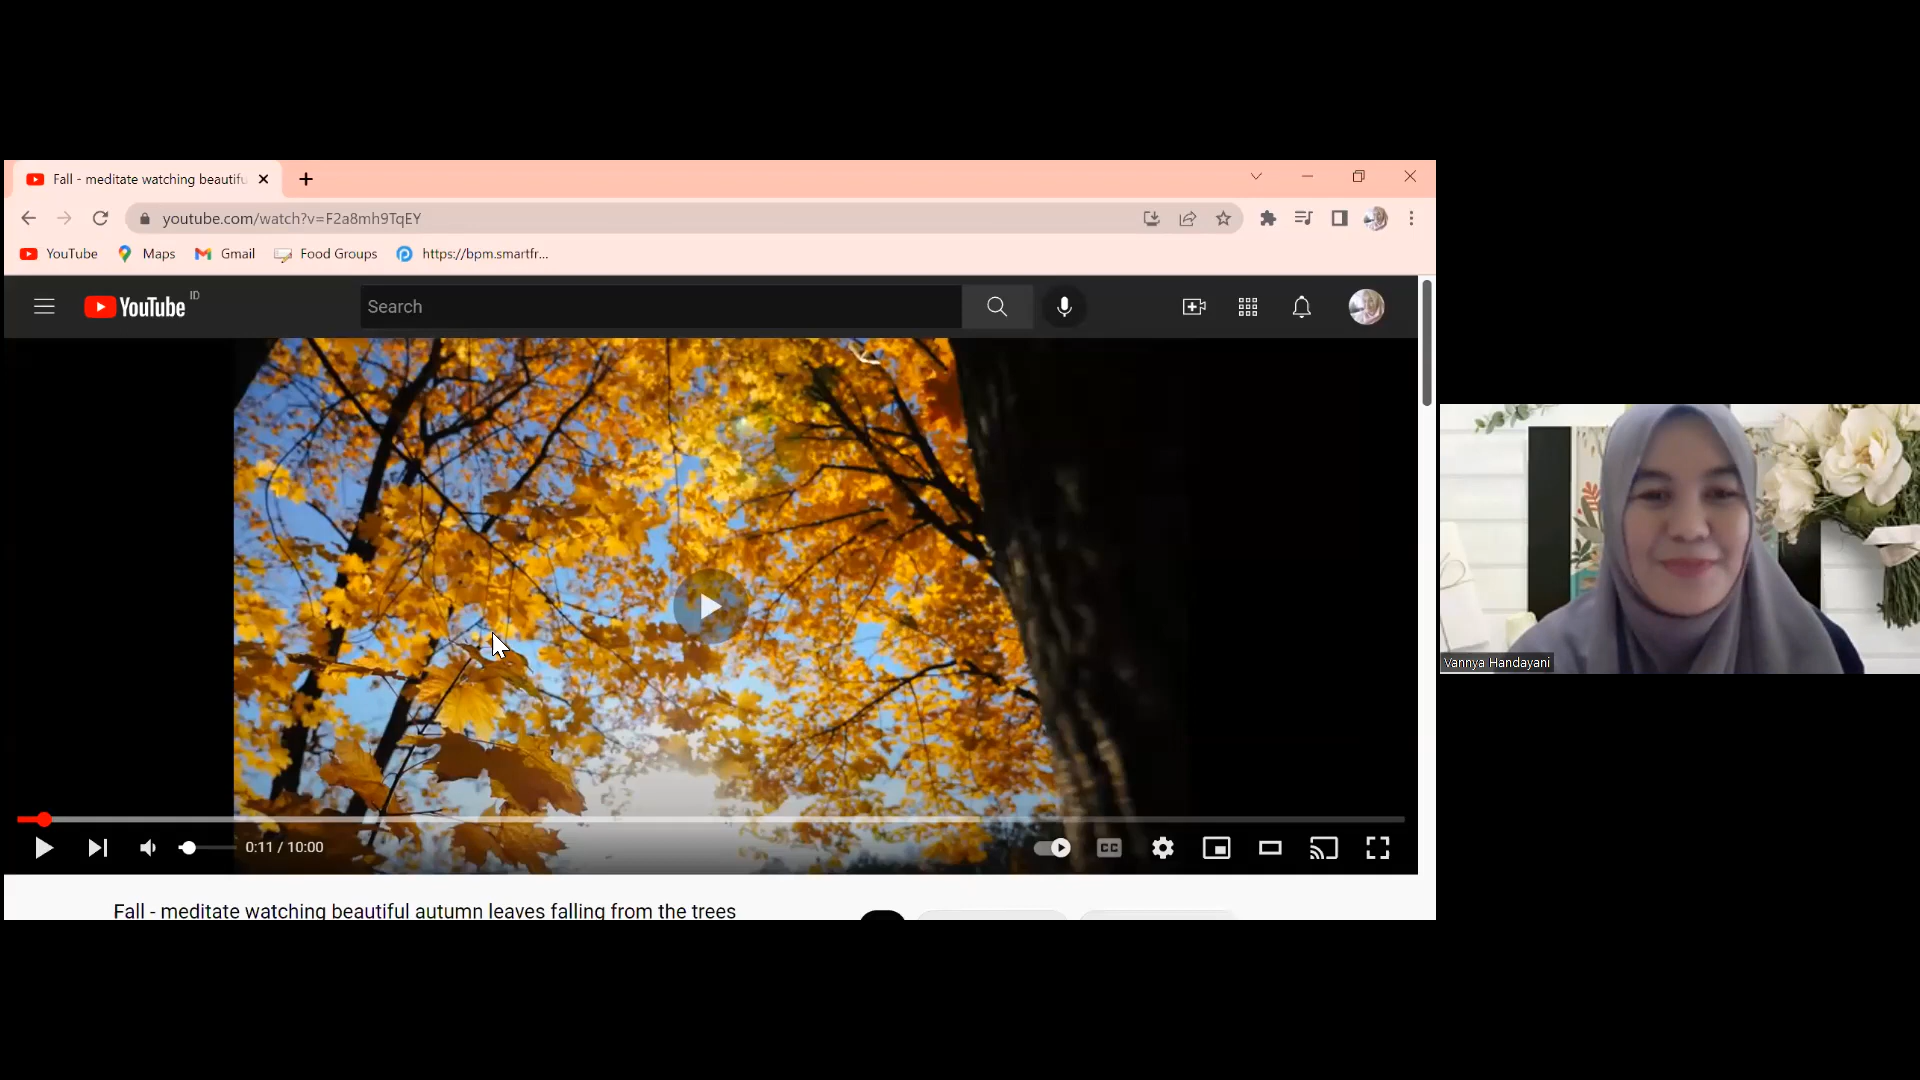 Fall - meditate watching beautifu
youtube.com/watch?v=F2a8mh9TqEY
YouTube Maps Gmail Food Groups https://bpm.smartfr...
YouTube ID Search
0:11 / 10:00 CC
Fall - meditate watching beautiful autumn leaves falling from the trees
Vannya Handayani